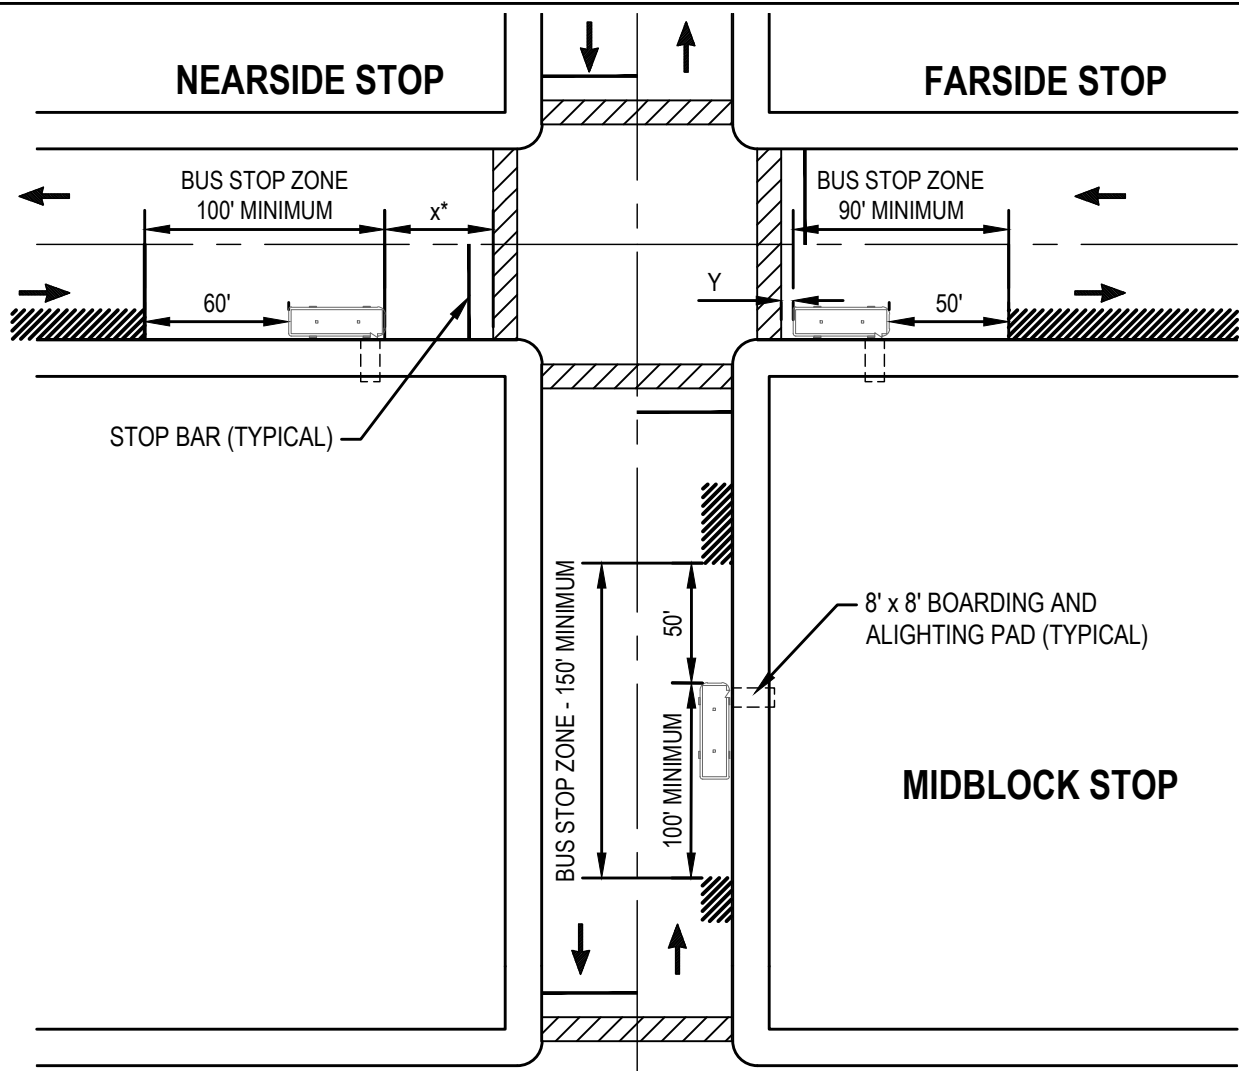 NEARSIDE STOP
FARSIDE STOP
BUS STOP ZONE
100' MINIMUM
x*
BUS STOP ZONE
90' MINIMUM
Y
60'
50'
STOP BAR (TYPICAL)
BUS STOP ZONE - 150' MINIMUM
50'
100' MINIMUM
8' x 8' BOARDING AND
ALIGHTING PAD (TYPICAL)
MIDBLOCK STOP